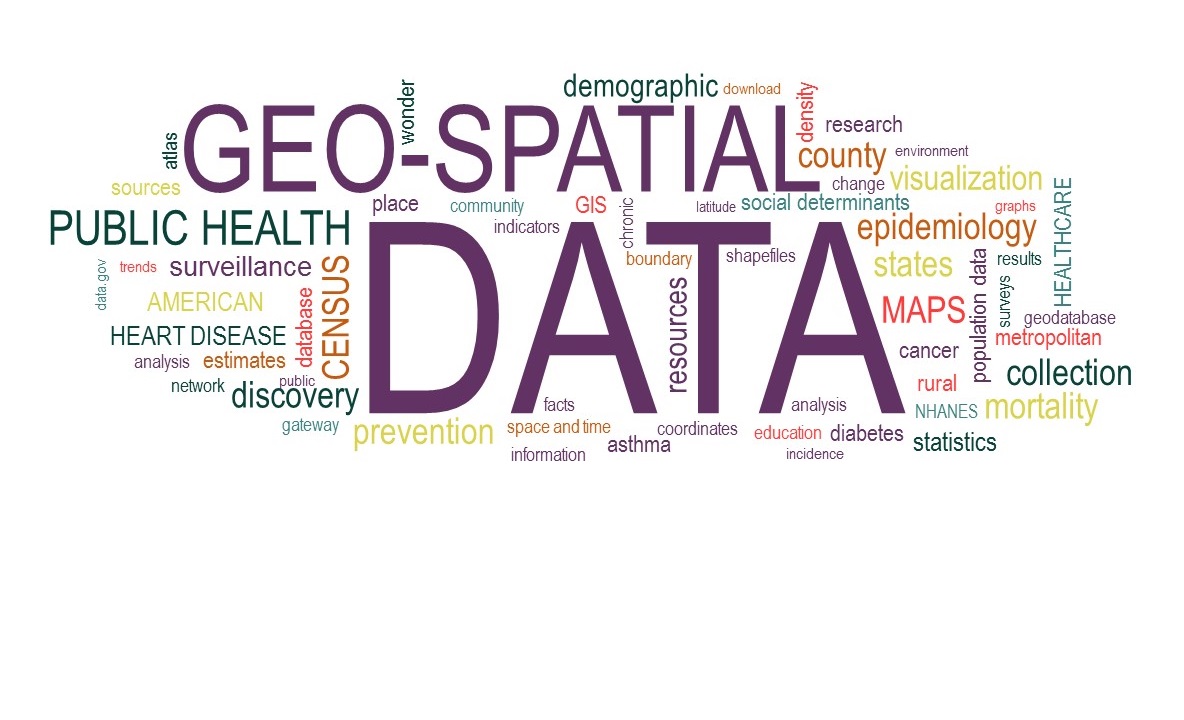 wonder
demographic
download
density
atlas
GEO-SPATIAL
research
county
environment
sources
change
visualization
PUBLIC HEALTH
place
community
GIS
chronic
latitude
social determinants
graphs
HEALTHCARE
indicators
epidemiology
data.gov
trends
surveillance
CENSUS
DATA
boundary
shapefiles
states
population data
results
AMERICAN
database
resources
MAPS
surveys
geodatabase
HEART DISEASE
metropolitan
analysis
estimates
cancer
network
public
discovery
rural
collection
facts
analysis
NHANES
mortality
gateway
prevention
space and time
coordinates
education
diabetes
statistics
information
asthma
incidence